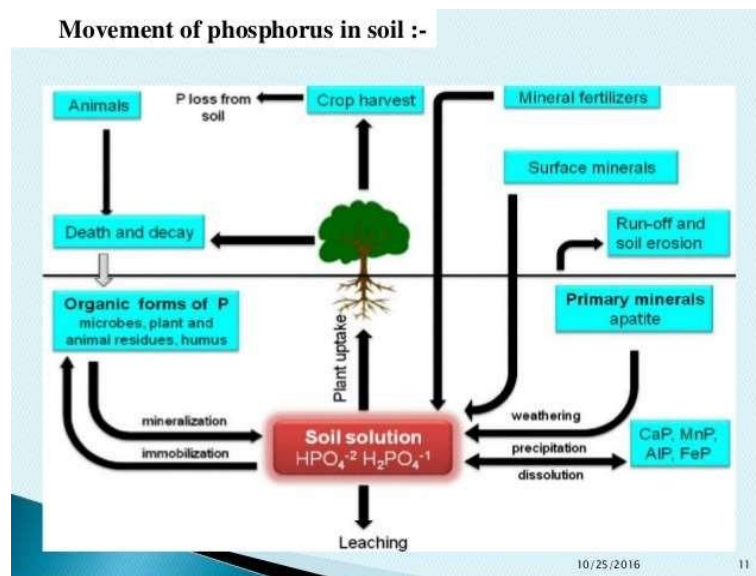 Movement of phosphorus in soil :-
Animals
P loss from
soil
Crop harvest
Mineral fertilizers
Surface minerals
Death and decay
Run-off and
soil erosion
Organic forms of P
microbes, plant and
animal residues, humus
Primary minerals
apatite
Plant uptake
mineralization
immobilization
Soil solution
HPO₄⁻² H₂PO₄⁻¹
weathering
precipitation
dissolution
CaP, MnP,
AlP, FeP
Leaching
10/25/2016
11